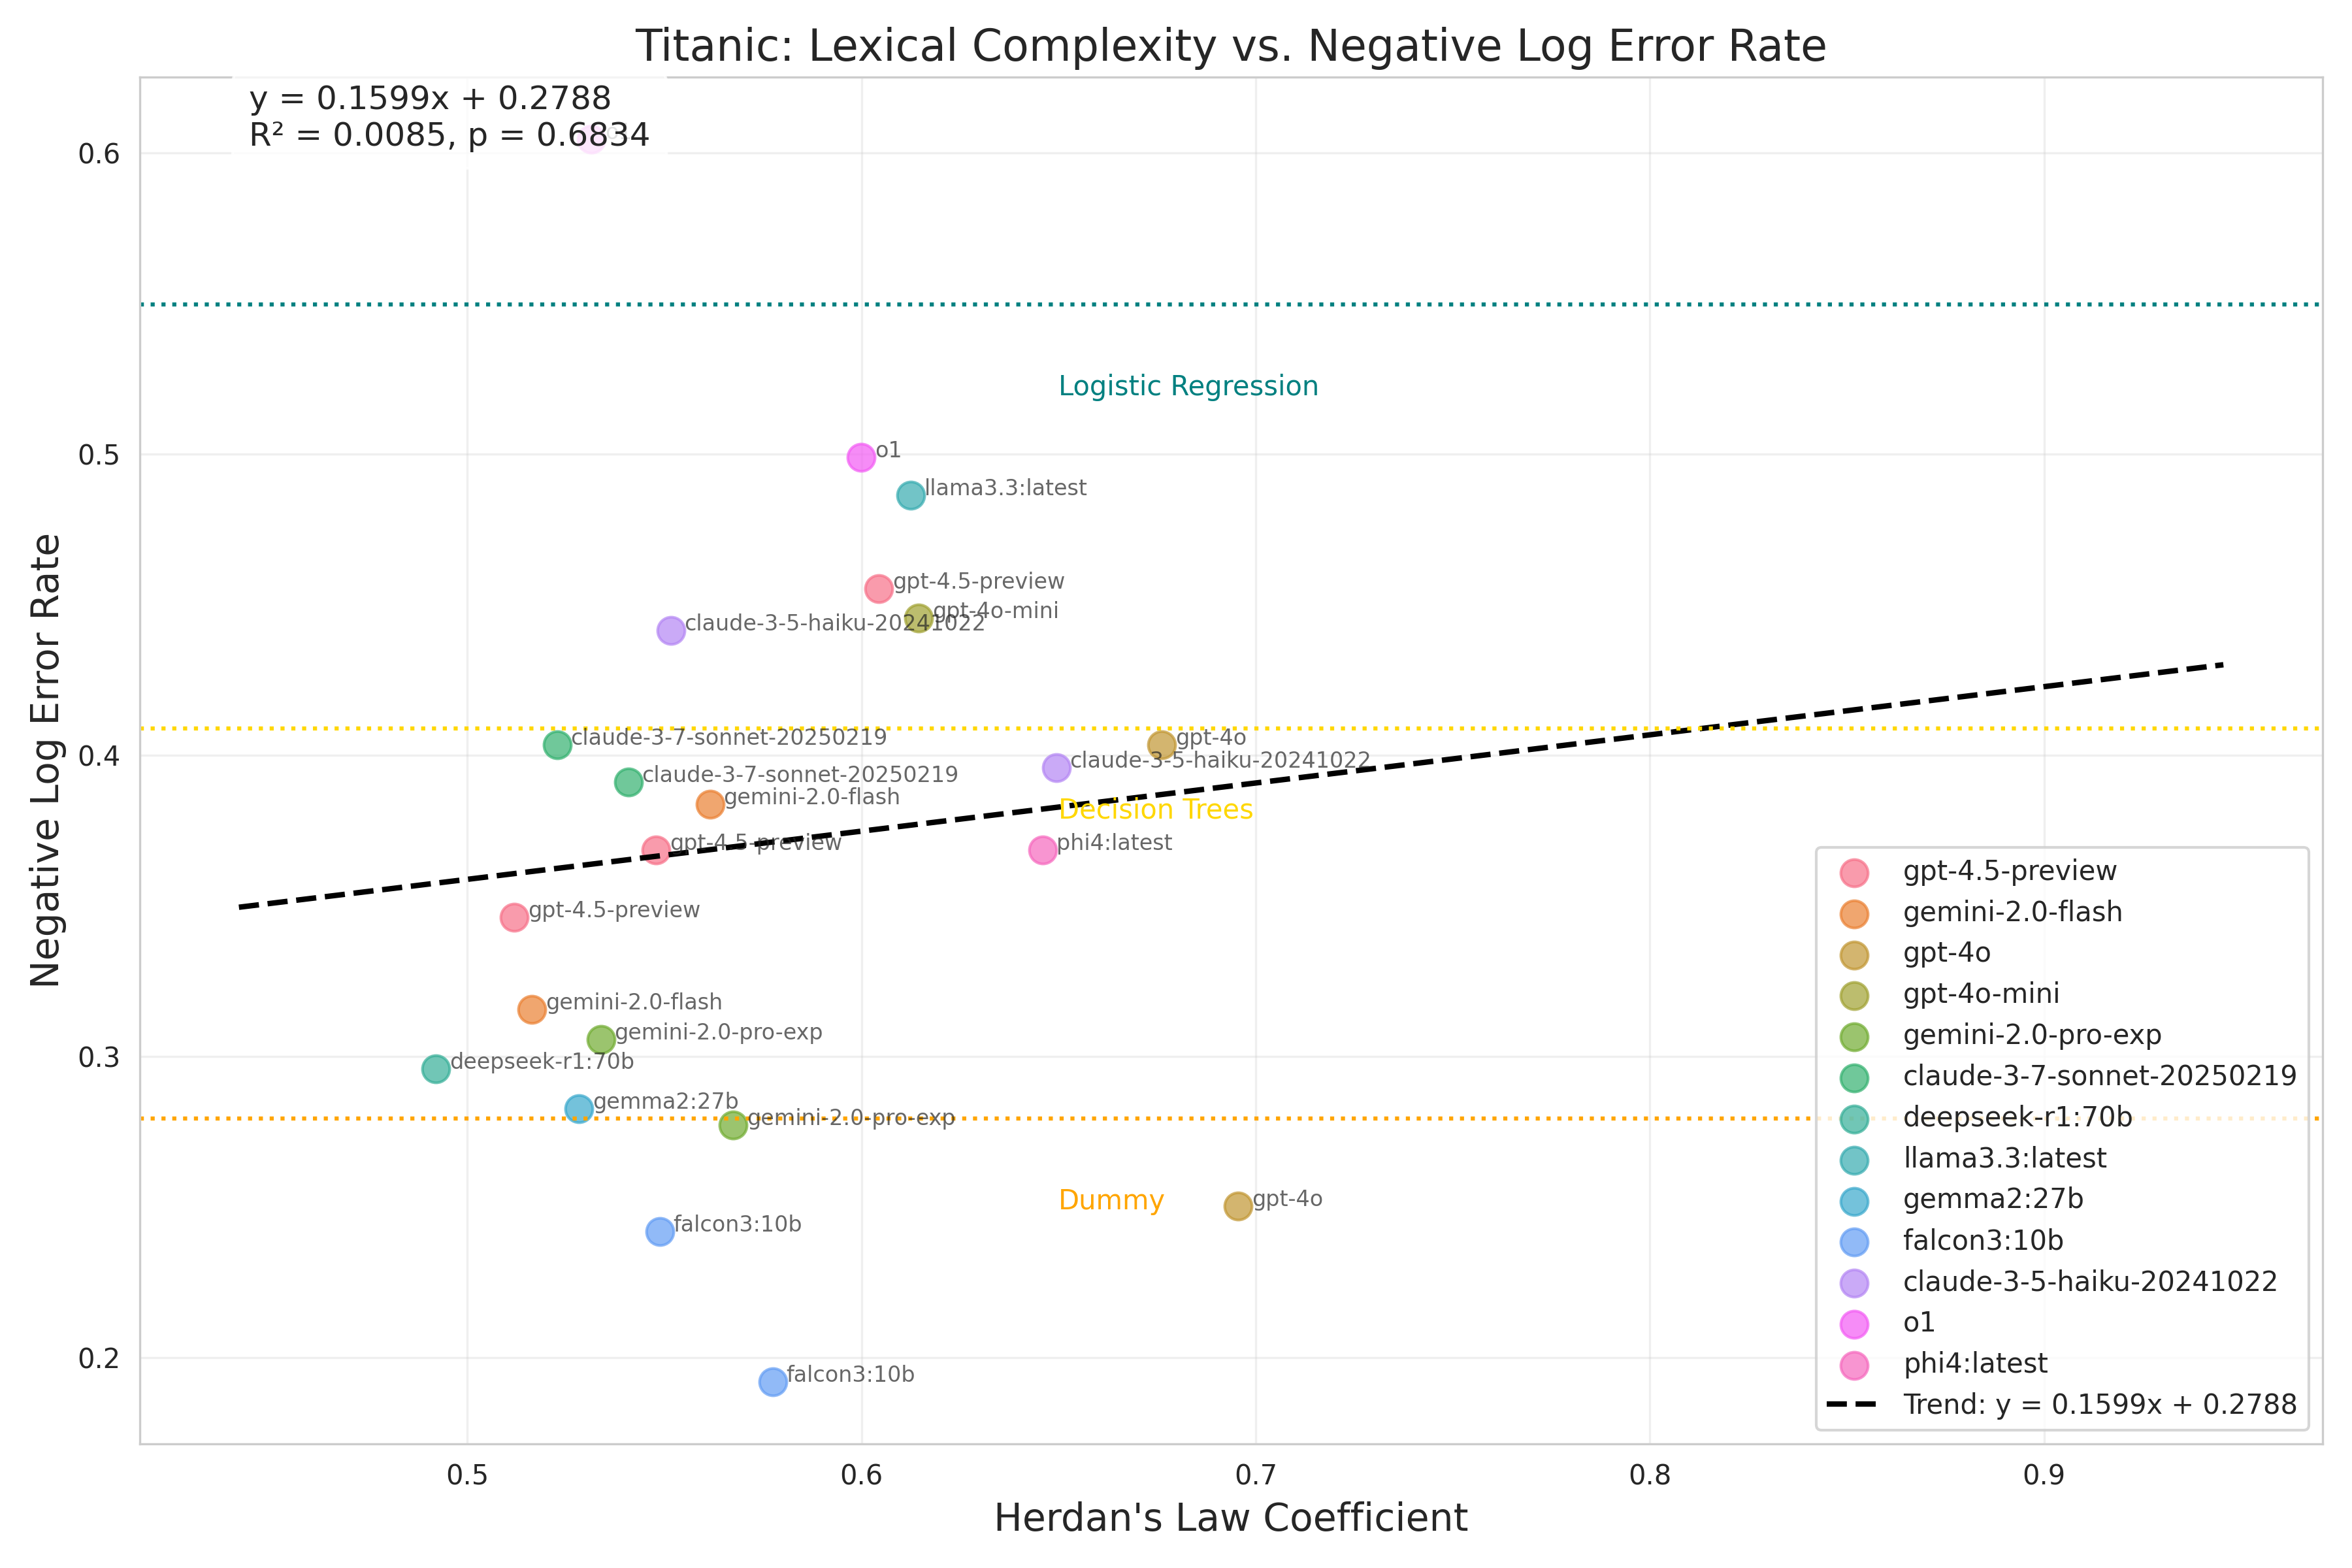 Titanic: Lexical Complexity vs. Negative Log Error Rate
y = 0.1599x + 0.2788
R² = 0.0085, p = 0.6834
0.6
Logistic Regression
0.5
o1
llama3.3:latest
gpt-4.5-preview
gpt-4o-mini
claude-3-5-haiku-20241022
claude-3-7-sonnet-20250219
gpt-4o
0.4
claude-3-5-haiku-20241022
claude-3-7-sonnet-20250219
gemini-2.0-flash
Decision Trees
gpt-4.5-preview
phi4:latest
gpt-4.5-preview
gemini-2.0-flash
gemini-2.0-pro-exp
0.3
deepseek-r1:70b
gemma2:27b
gemini-2.0-pro-exp
Dummy
gpt-4o
falcon3:10b
0.2
falcon3:10b
Negative Log Error Rate
gpt-4.5-preview
gemini-2.0-flash
gpt-4o
gpt-4o-mini
gemini-2.0-pro-exp
claude-3-7-sonnet-20250219
deepseek-r1:70b
llama3.3:latest
gemma2:27b
falcon3:10b
claude-3-5-haiku-20241022
o1
phi4:latest
Trend: y = 0.1599x + 0.2788
0.5 0.6 0.7 0.8 0.9
Herdan's Law Coefficient